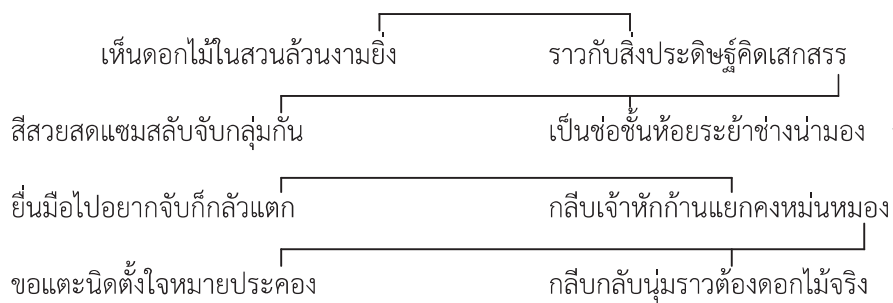 เห็นดอกไม้ในสวนล้วนงามยิ่ง ราวกับสิ่งประดิษฐ์คิดเสกสรร
สีสวยสดแซมสลับจับกลุ่มกัน เป็นช่อชั้นห้อยระย้าช่างน่ามอง
ยื่นมือไปอยากจับก็กลัวแตก กลีบเจ้าหักก้านแยกคงหม่นหมอง
ขอแตะนิดตั้งใจหมายประคอง กลีบกลับนุ่มราวต้องดอกไม้จริง